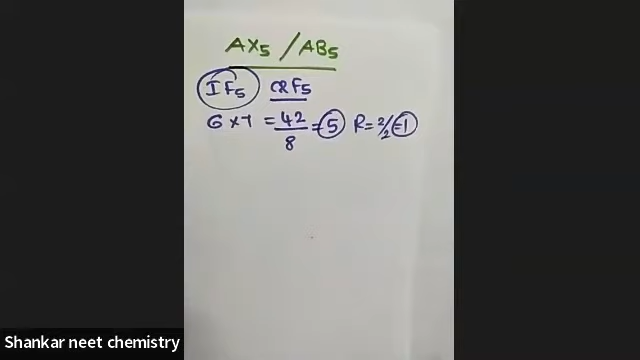 AX5 / AB5
IF5 ClF5
6 x 7 = 42/8 = 5 R = 2/2 = 1
Shankar neet chemistry